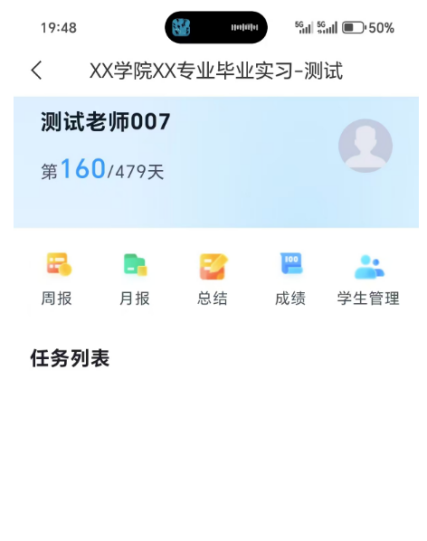 19:48
5G 5G 50%
XX学院XX专业毕业实习-测试
测试老师007
第160/479天
100
周报 月报 总结 成绩 学生管理
任务列表